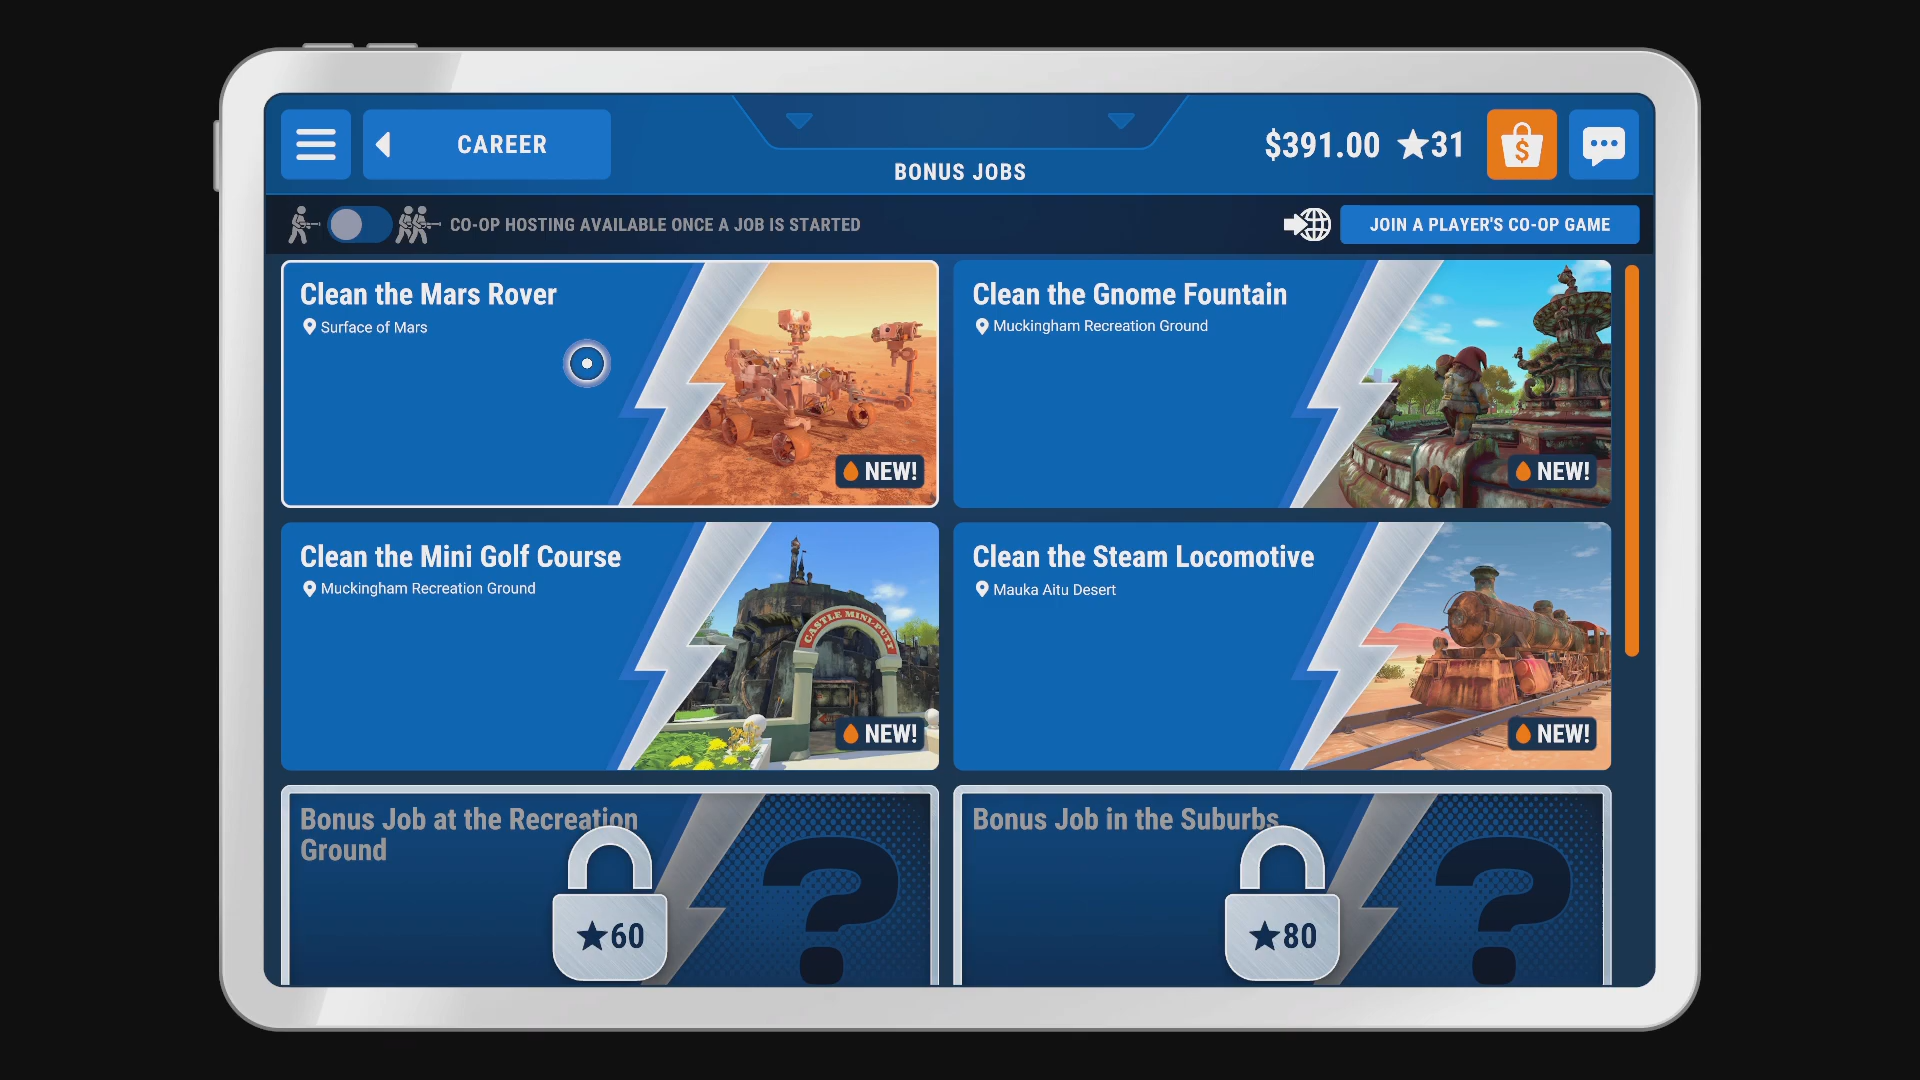 CAREER
BONUS JOBS
$391.00 ★31
$
CO-OP HOSTING AVAILABLE ONCE A JOB IS STARTED
JOIN A PLAYER'S CO-OP GAME
Clean the Mars Rover
Surface of Mars
NEW!
Clean the Gnome Fountain
Muckingham Recreation Ground
NEW!
Clean the Mini Golf Course
Muckingham Recreation Ground
CASTLE MINI-PUTT
NEW!
Clean the Steam Locomotive
Mauka Aitu Desert
NEW!
Bonus Job at the Recreation
Ground
★60
?
Bonus Job in the Suburbs
★80
?